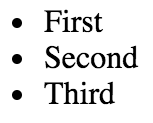 • First
• Second
• Third